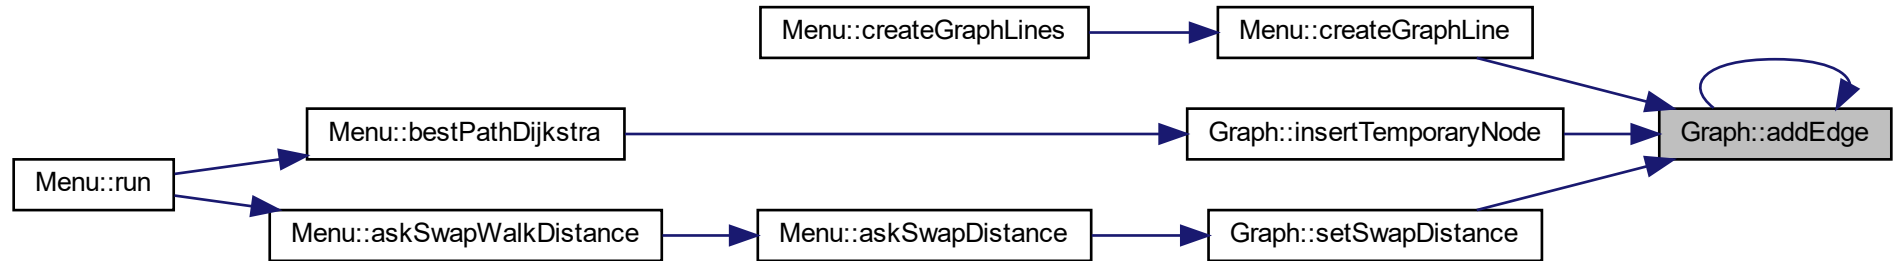 Menu::createGraphLines
Menu::createGraphLine
Menu::bestPathDijkstra
Graph::insertTemporaryNode
Graph::addEdge
Menu::run
Menu::askSwapWalkDistance
Menu::askSwapDistance
Graph::setSwapDistance